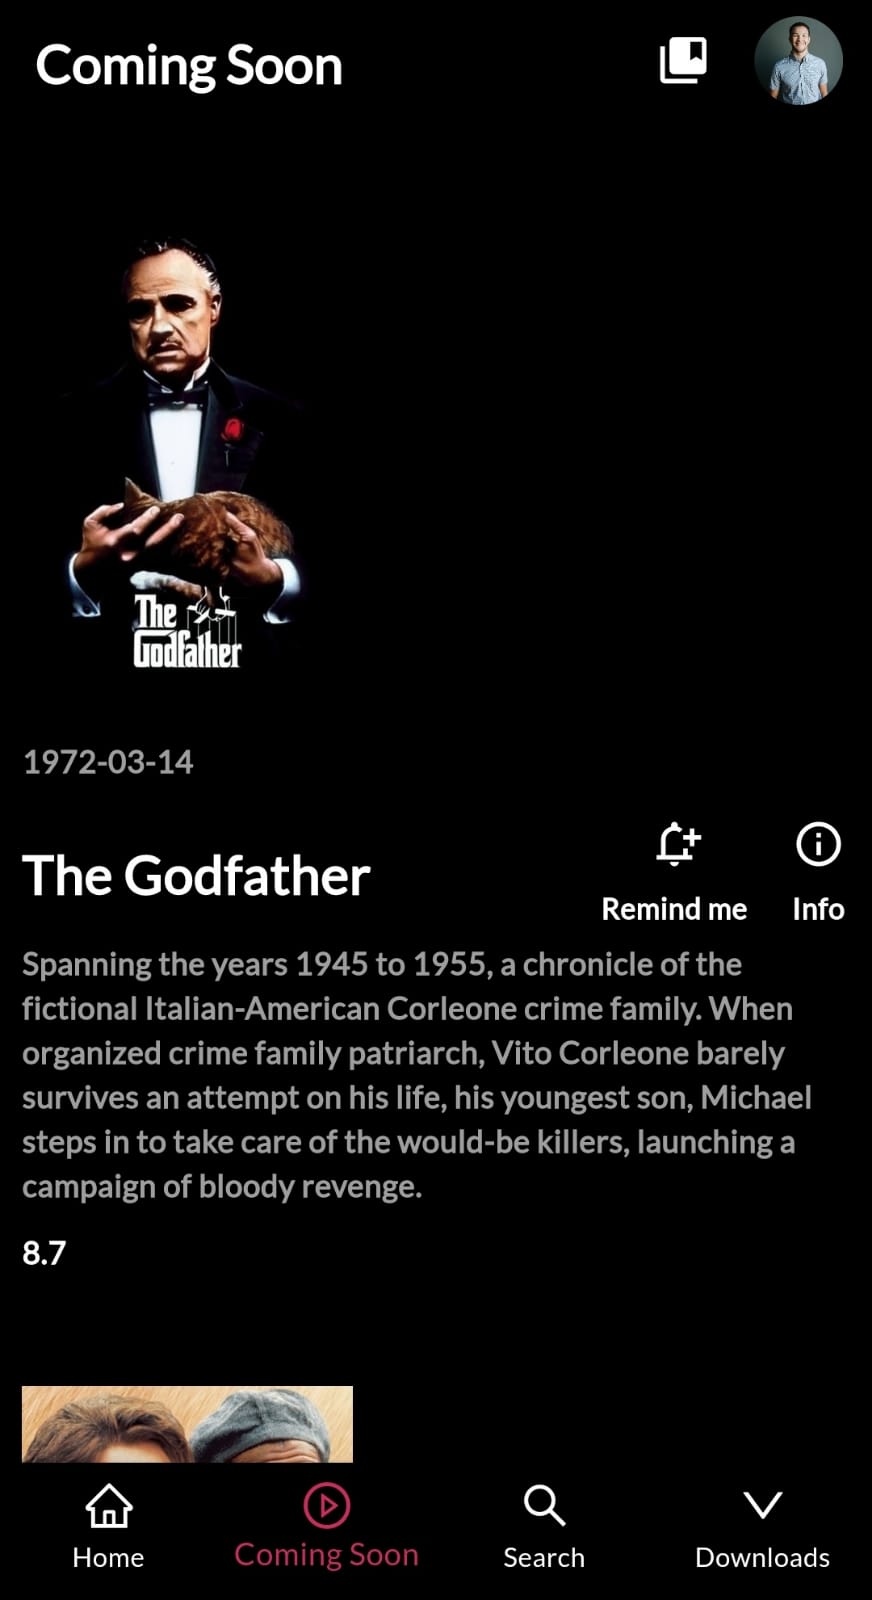 Coming Soon
The
Godfather
1972-03-14
The Godfather
Remind me
Info
Spanning the years 1945 to 1955, a chronicle of the
fictional Italian-American Corleone crime family. When
organized crime family patriarch, Vito Corleone barely
survives an attempt on his life, his youngest son, Michael
steps in to take care of the would-be killers, launching a
campaign of bloody revenge.
8.7
Home
Coming Soon
Search
Downloads